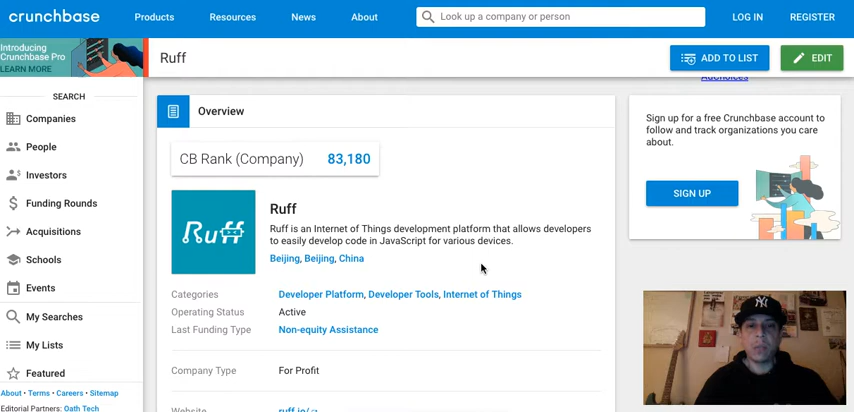 crunchbase
Products
Resources
News
About
Look up a company or person
LOG IN
REGISTER
Introducing
Crunchbase Pro
LEARN MORE
Ruff
ADD TO LIST
EDIT
AdChoices
SEARCH
Companies
People
Investors
Funding Rounds
Acquisitions
Schools
Events
My Searches
My Lists
Featured
About • Terms • Careers • Sitemap
Editorial Partners: Oath Tech
Overview
CB Rank (Company) 83,180
Ruff
Ruff
Ruff is an Internet of Things development platform that allows developers
to easily develop code in JavaScript for various devices.
Beijing, Beijing, China
Categories Developer Platform, Developer Tools, Internet of Things
Operating Status Active
Last Funding Type Non-equity Assistance
Company Type For Profit
Website ruff.io/
Sign up for a free Crunchbase account to
follow and track organizations you care
about.
SIGN UP
NY